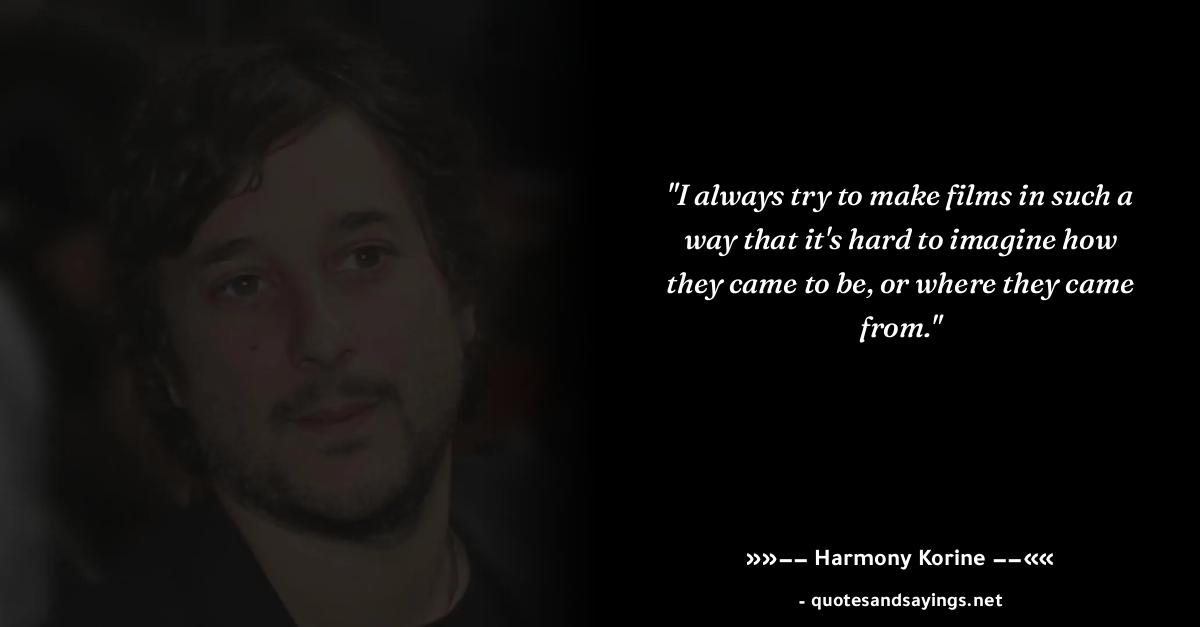 "I always try to make films in such a
way that it's hard to imagine how
they came to be, or where they came
from."
»»–– Harmony Korine ––««
- quotesandsayings.net